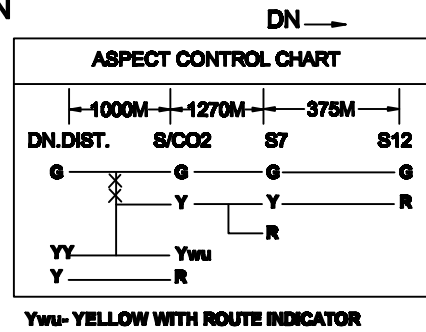 N
DN
ASPECT CONTROL CHART
1000M 1270M 375M
DN.DIST. S/CO2 S7 S12
G G G G
Y Y R
R
YY Ywu
Y R
Ywu- YELLOW WITH ROUTE INDICATOR